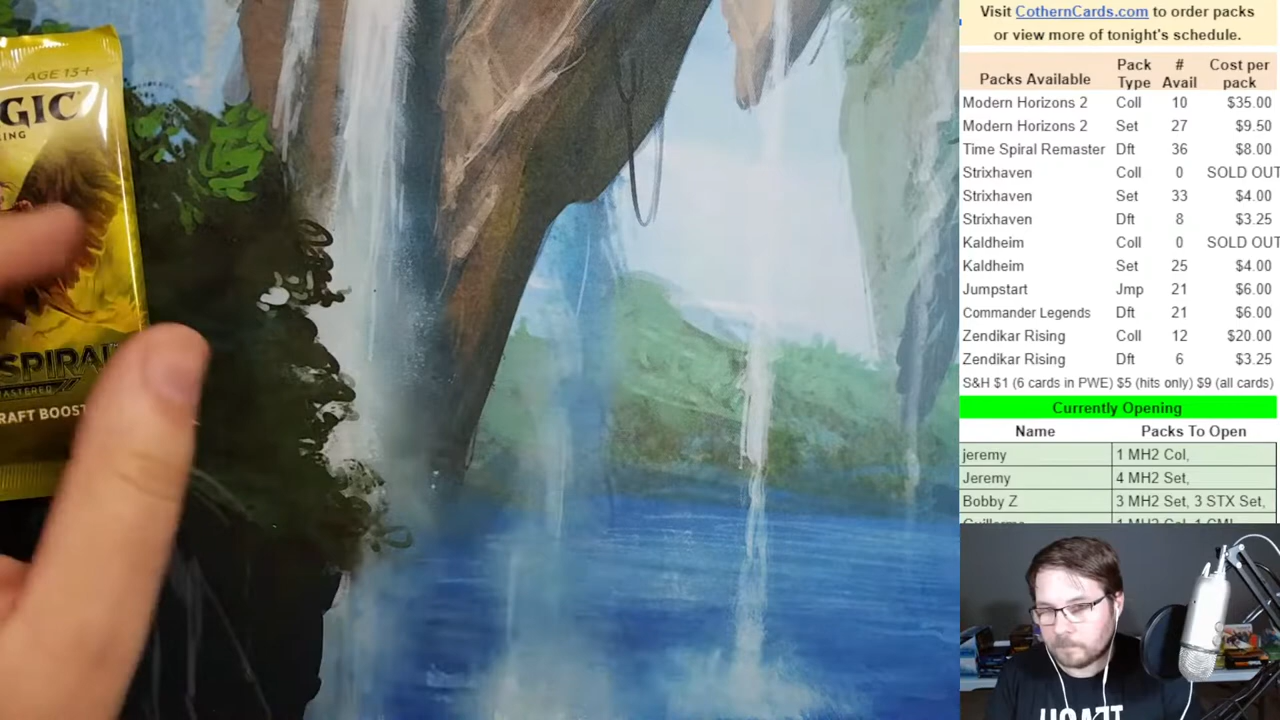 AGE 13+
GIC
ING
SPIRAL
MASTERED
RAFT BOOST
Visit CothernCards.com to order packs
or view more of tonight's schedule.
Packs Available Pack Type # Avail Cost per pack
Modern Horizons 2 Coll 10 $35.00
Modern Horizons 2 Set 27 $9.50
Time Spiral Remaster Dft 36 $8.00
Strixhaven Coll 0 SOLD OUT
Strixhaven Set 33 $4.00
Strixhaven Dft 8 $3.25
Kaldheim Coll 0 SOLD OUT
Kaldheim Set 25 $4.00
Jumpstart Jmp 21 $6.00
Commander Legends Dft 21 $6.00
Zendikar Rising Coll 12 $20.00
Zendikar Rising Dft 6 $3.25
S&H $1 (6 cards in PWE) $5 (hits only) $9 (all cards)
Currently Opening
Name Packs To Open
jeremy 1 MH2 Col,
Jeremy 4 MH2 Set,
Bobby Z 3 MH2 Set, 3 STX Set,